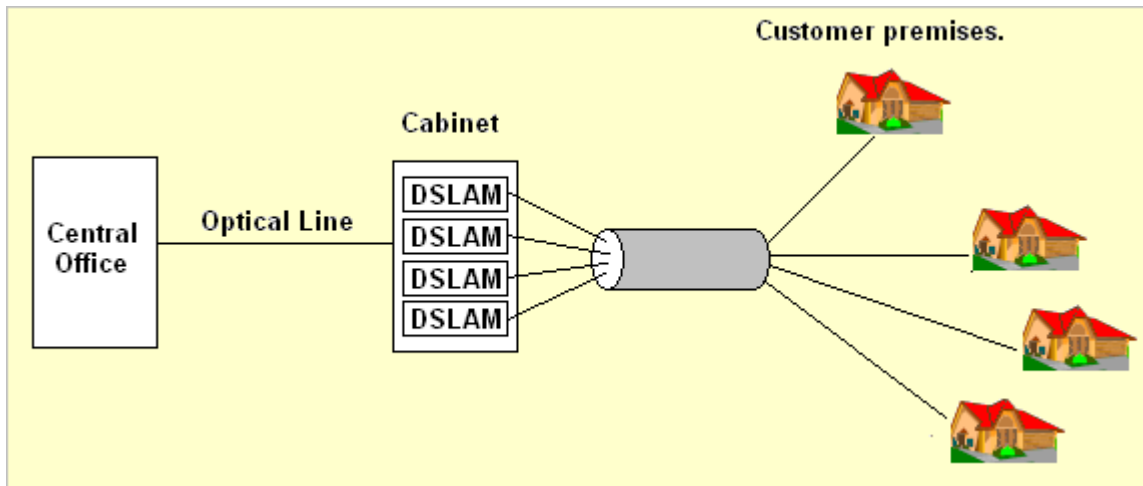 Customer premises.
Cabinet
DSLAM
DSLAM
DSLAM
DSLAM
Optical Line
Central
Office